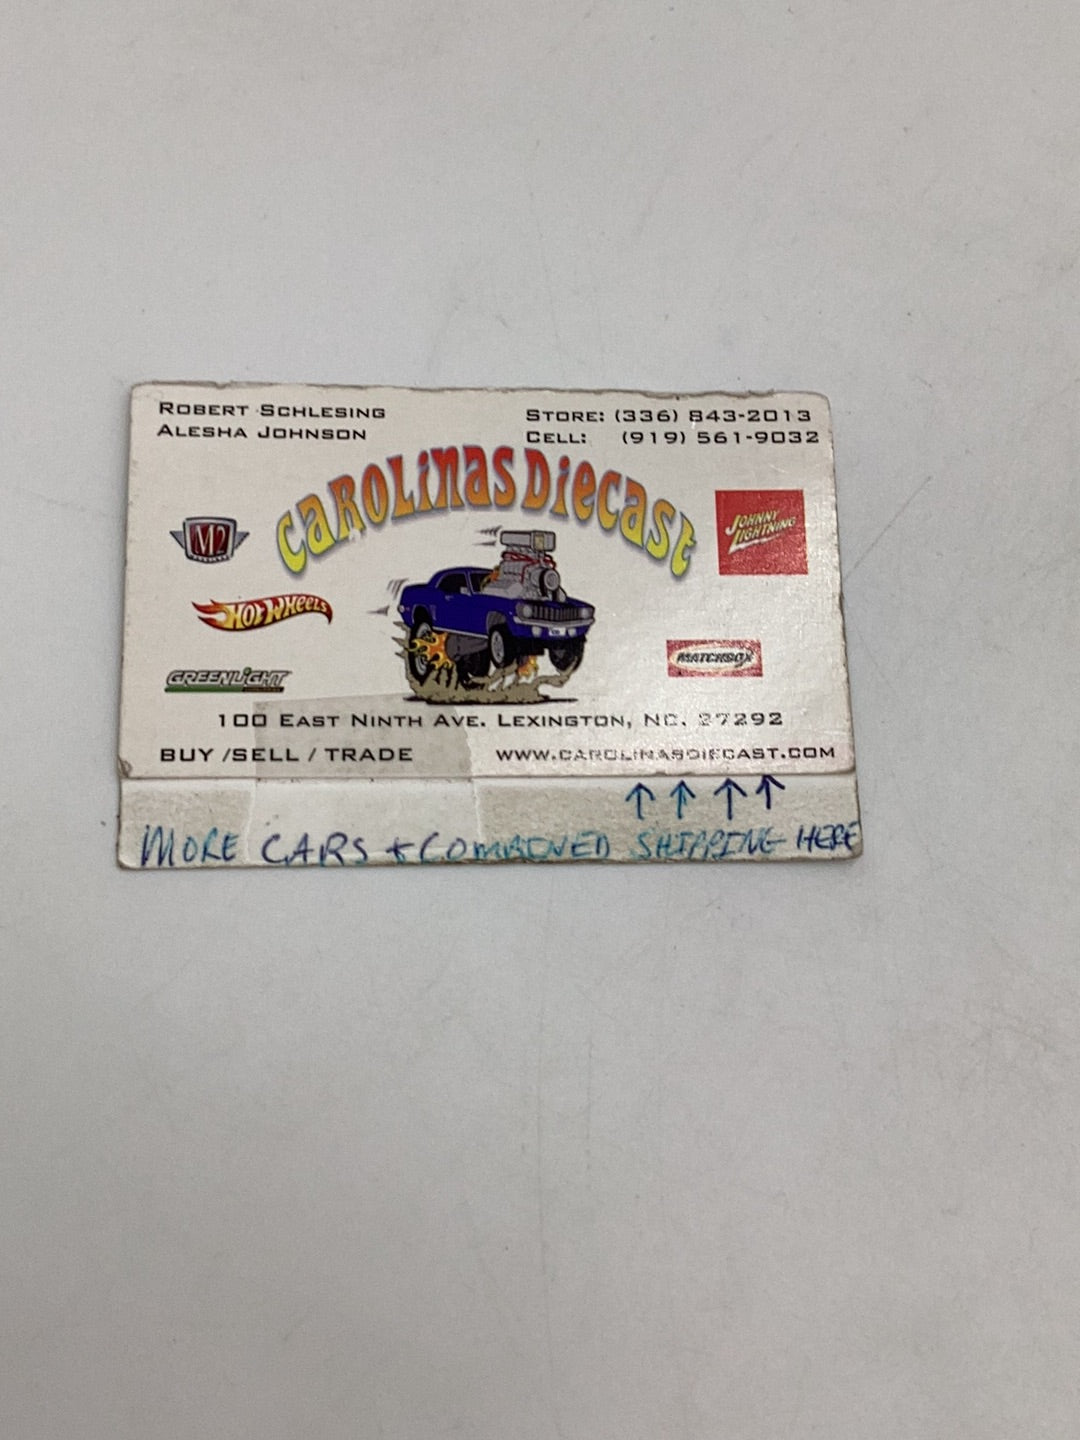 ROBERT SCHLESING
ALESHA JOHNSON
STORE: (336) 843-2013
CELL: (919) 561-9032
CAROLINAS DIECAST
M2
JOHNNY LIGHTNING
HOT WHEELS
MATCHBOX
GREENLIGHT
100 EAST NINTH AVE. LEXINGTON, NC. 27292
BUY /SELL / TRADE
WWW.CAROLINASDIECAST.COM
MORE CARS + COMBINED SHIPPING HERE